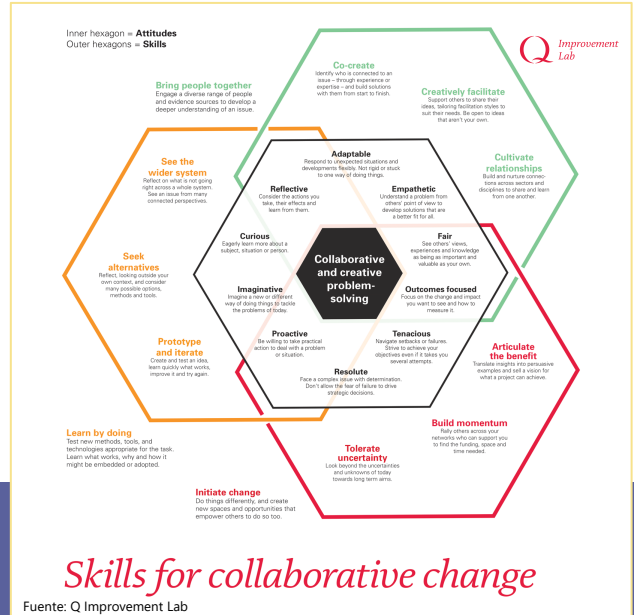 Inner hexagon = Attitudes
Outer hexagons = Skills
Q Improvement
Lab
Co-create
Identify who is connected to an
issue – through experience or
expertise – and build solutions
with them from start to finish.
Bring people together
Engage a diverse range of people
and evidence sources to develop a
deeper understanding of an issue.
Creatively facilitate
Support others to share their
ideas, tailoring facilitation styles to
suit their needs. Be open to ideas
that aren't your own.
See the
wider system
Reflect on what is not going
right across a whole system.
See an issue from many
connected perspectives.
Adaptable
Respond to unexpected situations and
developments flexibly. Not rigid or stuck
to one way of doing things.
Cultivate
relationships
Build and nurture connec-
tions across sectors and
disciplines to share and learn
from one another.
Reflective
Consider the actions you
take, their effects and
learn from them.
Empathetic
Understand a problem from
others' point of view to
develop solutions that are
a better fit for all.
Curious
Eagerly learn more about a
subject, situation or person.
Fair
See others' views,
experiences and knowledge
as being as important and
valuable as your own.
Seek
alternatives
Reflect, looking outside your
own context, and consider
many possible options,
methods and tools.
Collaborative
and creative
problem-
solving
Imaginative
Imagine a new or different
way of doing things to tackle
the problems of today.
Outcomes focused
Focus on the change and impact
you want to see and how to
measure it.
Prototype
and iterate
Create and test an idea,
learn quickly what works,
improve it and try again.
Proactive
Be willing to take practical
action to deal with a problem
or situation.
Tenacious
Navigate setbacks or failures.
Strive to achieve your
objectives even if it takes you
several attempts.
Articulate
the benefit
Translate insights into persuasive
examples and sell a vision for
what a project can achieve.
Resolute
Face a complex issue with determination.
Don't allow the fear of failure to drive
strategic decisions.
Learn by doing
Test new methods, tools, and
technologies appropriate for the task.
Learn what works, why and how it
might be embedded or adopted.
Build momentum
Rally others across your
networks who can support you
to find the funding, space and
time needed.
Tolerate
uncertainty
Look beyond the uncertainties
and unknowns of today
towards long term aims.
Initiate change
Do things differently, and create
new spaces and opportunities that
empower others to do so too.
Skills for collaborative change
Fuente: Q Improvement Lab